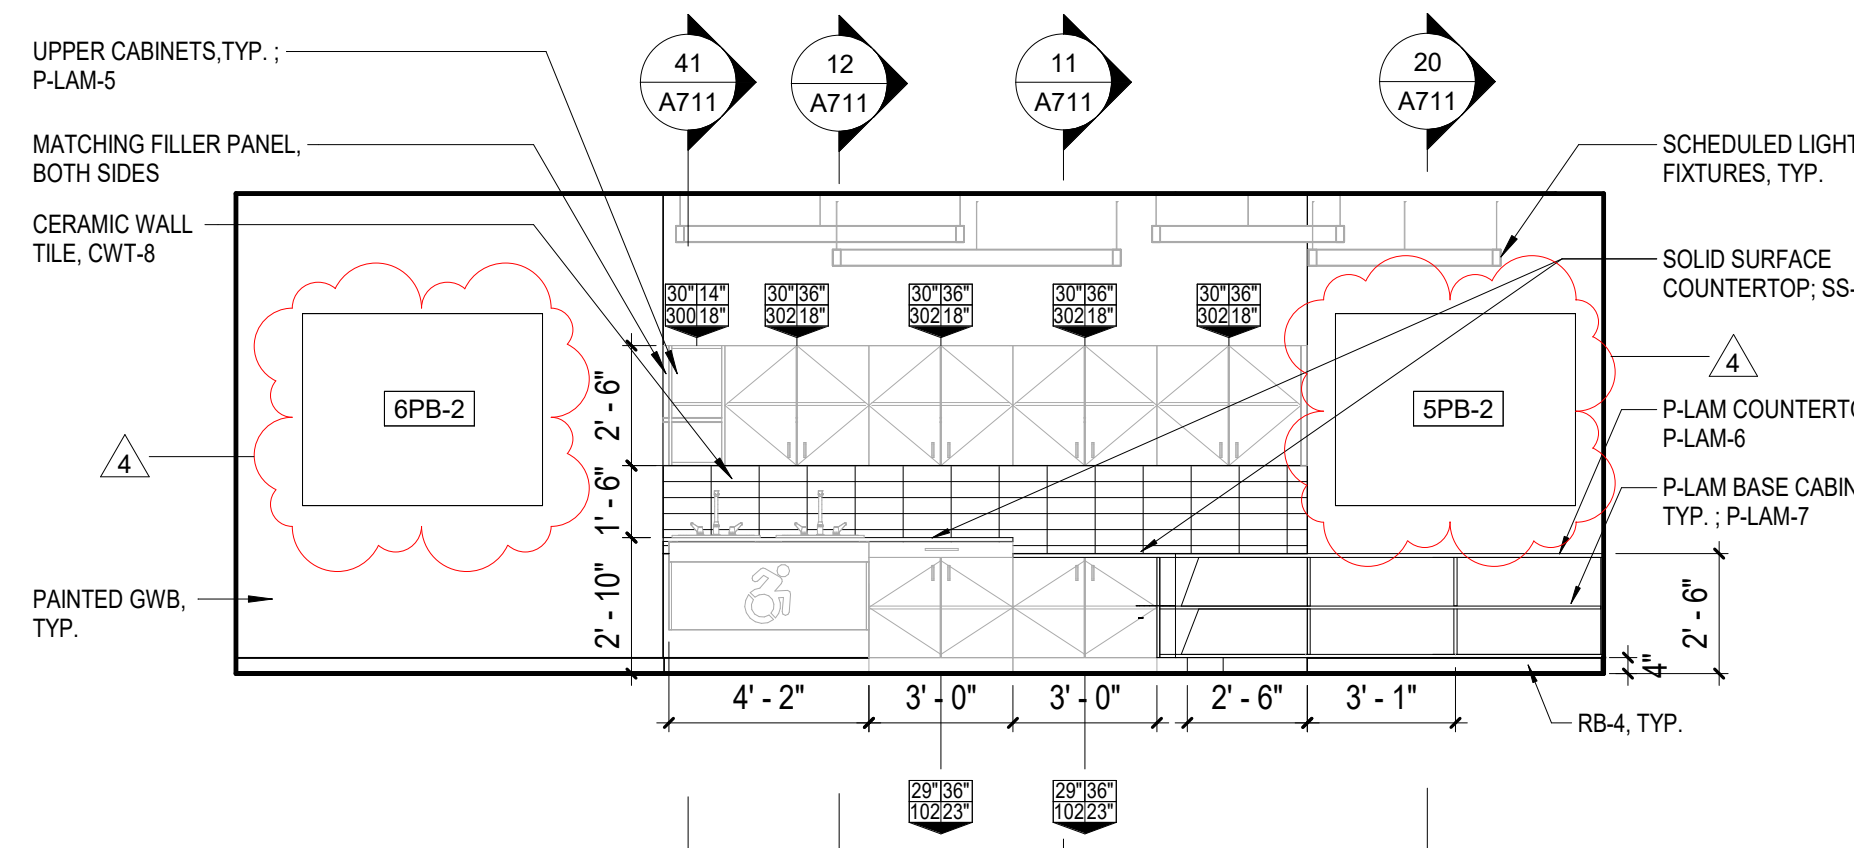 UPPER CABINETS,TYP. ;
P-LAM-5
MATCHING FILLER PANEL,
BOTH SIDES
CERAMIC WALL
TILE, CWT-8
PAINTED GWB,
TYP.
41
A711
12
A711
11
A711
20
A711
SCHEDULED LIGHT
FIXTURES, TYP.
SOLID SURFACE
COUNTERTOP; SS-
4
P-LAM COUNTERTO
P-LAM-6
P-LAM BASE CABIN
TYP. ; P-LAM-7
RB-4, TYP.
30" 14"
300 18"
30" 36"
302 18"
30" 36"
302 18"
30" 36"
302 18"
30" 36"
302 18"
6PB-2
5PB-2
4
2' - 6"
1' - 6"
2' - 10"
2' - 6"
4"
4' - 2"
3' - 0"
3' - 0"
2' - 6"
3' - 1"
29" 36"
102 23"
29" 36"
102 23"